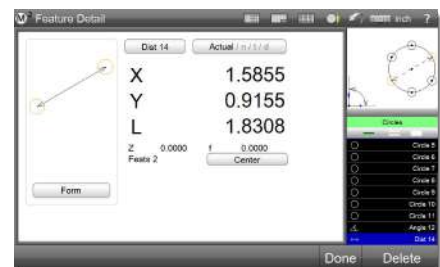 M² Feature Detail
mm inch ?
Dist 14 Actual / n / t / d
X 1.5855
Y 0.9155
L 1.8308
Z 0.0000 f 0.0000
Feats 2 Center
Form
Circles
Circle 5
Circle 6
Circle 7
Circle 8
Circle 9
Circle 10
Circle 11
Angle 12
Dist 14
Done Delete